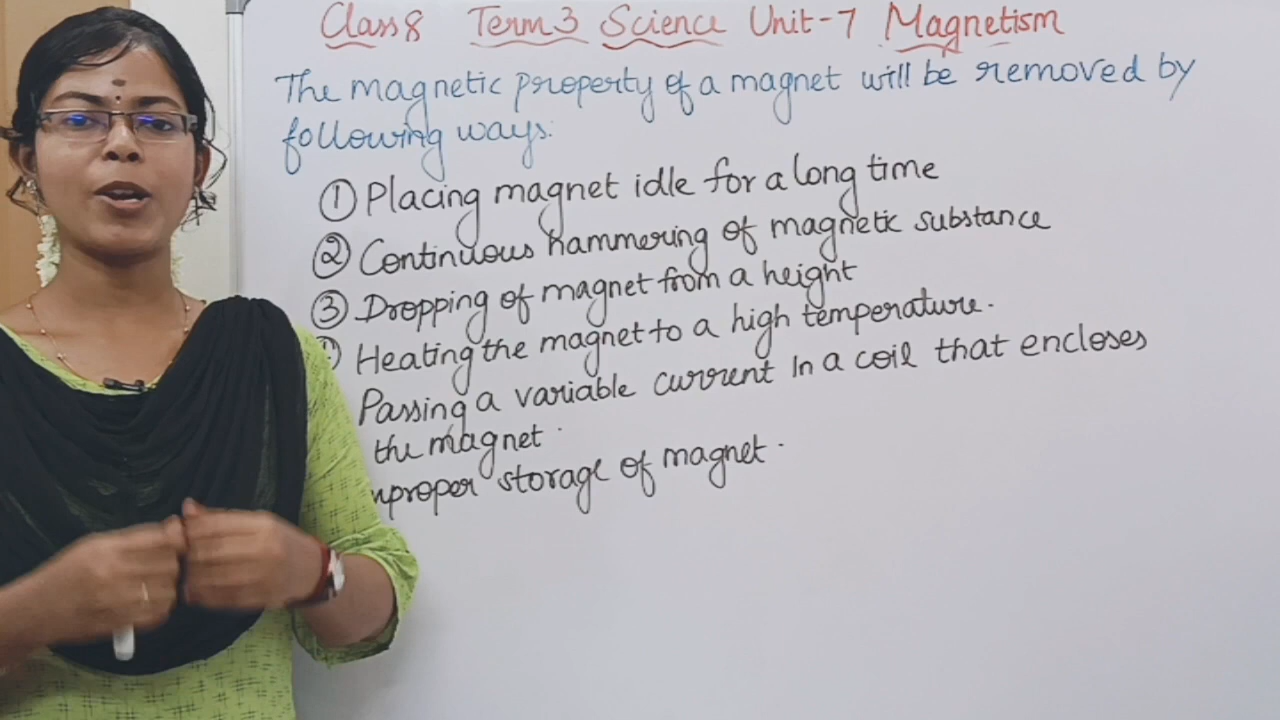 Class 8 Term 3 Science Unit-7 Magnetism
The magnetic property of a magnet will be removed by
following ways:
① Placing magnet idle for a long time
② Continuous hammering of magnetic substance
③ Dropping of magnet from a height
Heating the magnet to a high temperature.
Passing a variable current In a coil that encloses
the magnet.
mproper storage of magnet.